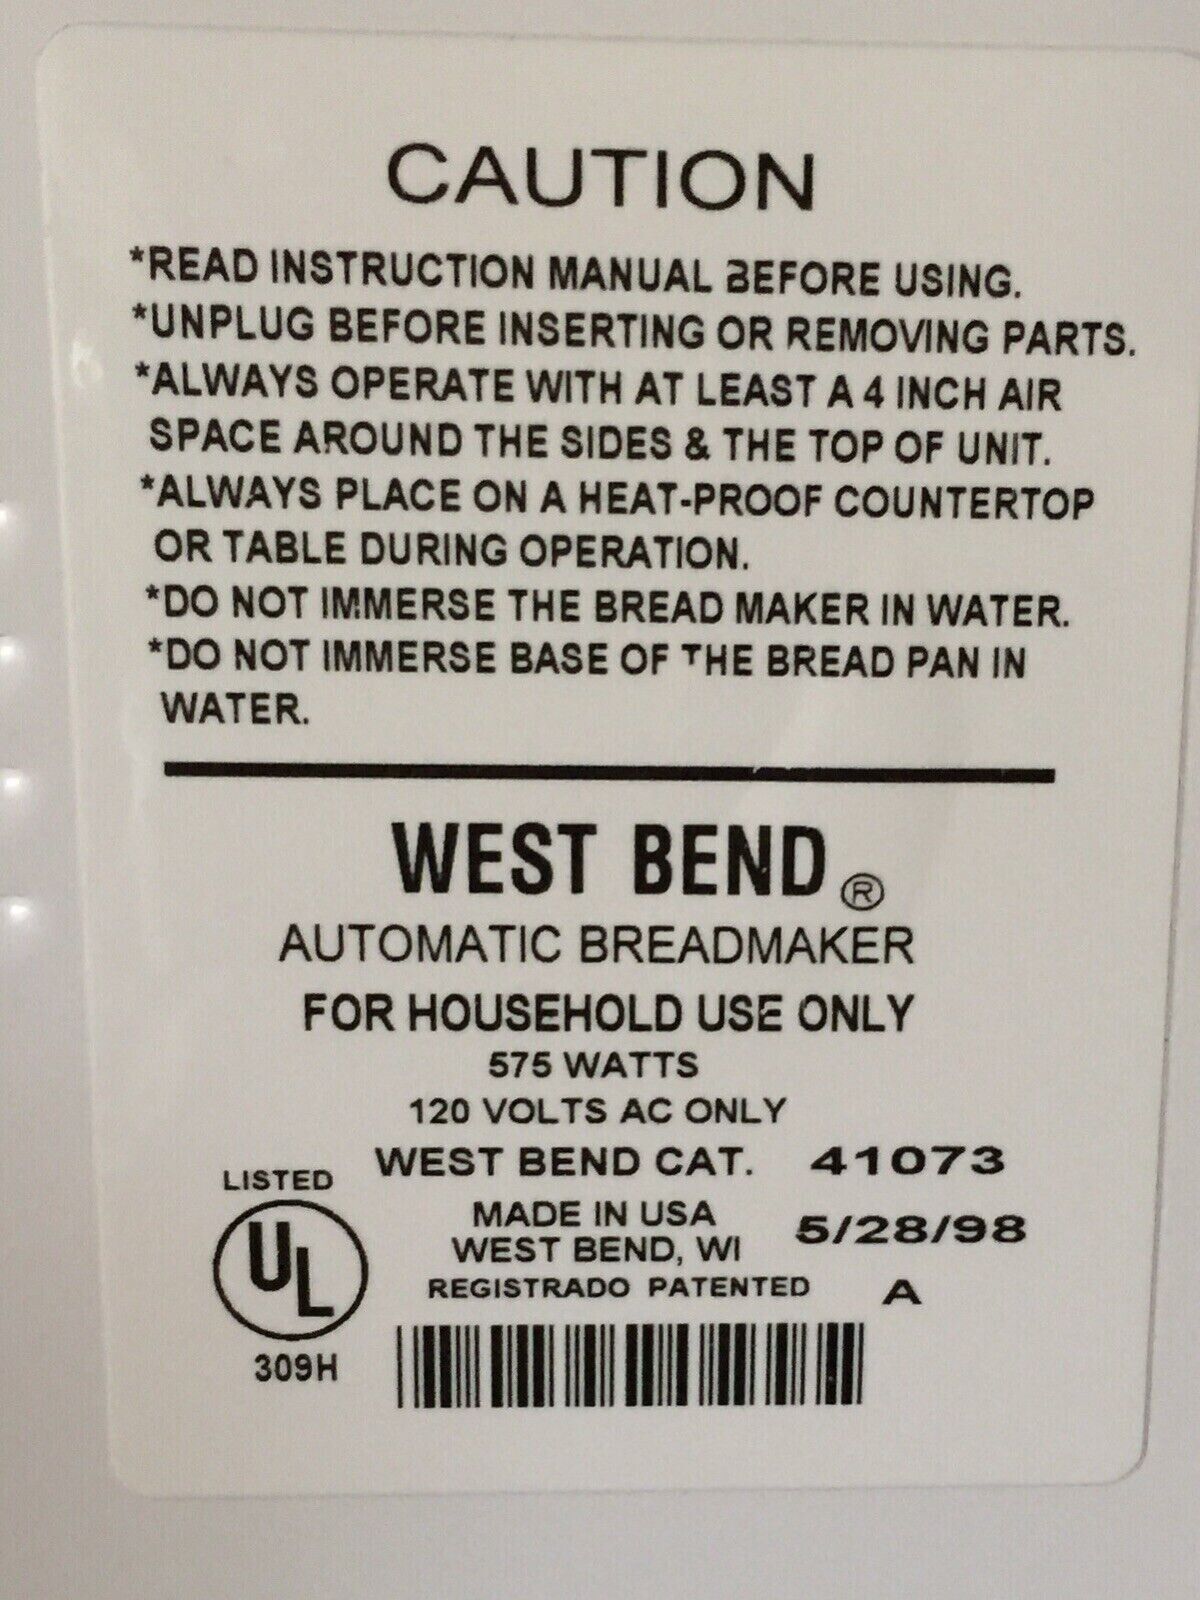 CAUTION
*READ INSTRUCTION MANUAL BEFORE USING.
*UNPLUG BEFORE INSERTING OR REMOVING PARTS.
*ALWAYS OPERATE WITH AT LEAST A 4 INCH AIR
SPACE AROUND THE SIDES & THE TOP OF UNIT.
*ALWAYS PLACE ON A HEAT-PROOF COUNTERTOP
OR TABLE DURING OPERATION.
*DO NOT IMMERSE THE BREAD MAKER IN WATER.
*DO NOT IMMERSE BASE OF THE BREAD PAN IN
WATER.
WEST BEND®
AUTOMATIC BREADMAKER
FOR HOUSEHOLD USE ONLY
575 WATTS
120 VOLTS AC ONLY
WEST BEND CAT. 41073
LISTED
UL
309H
MADE IN USA
WEST BEND, WI 5/28/98
REGISTRADO PATENTED A